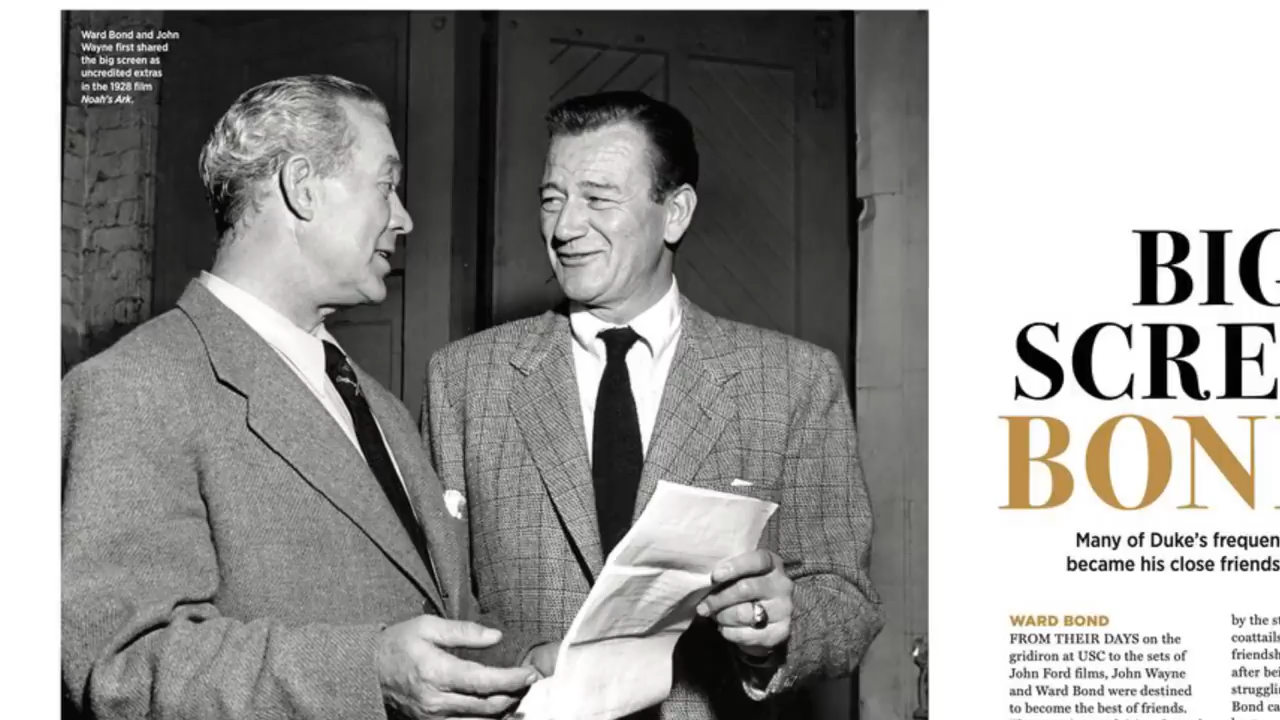 Ward Bond and John
Wayne first shared
the big screen as
uncredited extras
in the 1928 film
Noah's Ark.
BIG
SCRE
BON
Many of Duke's frequen
became his close friends
WARD BOND
FROM THEIR DAYS on the
gridiron at USC to the sets of
John Ford films, John Wayne
and Ward Bond were destined
to become the best of friends.
by the st
coattails
friendsh
after bei
struggli
Bond ca